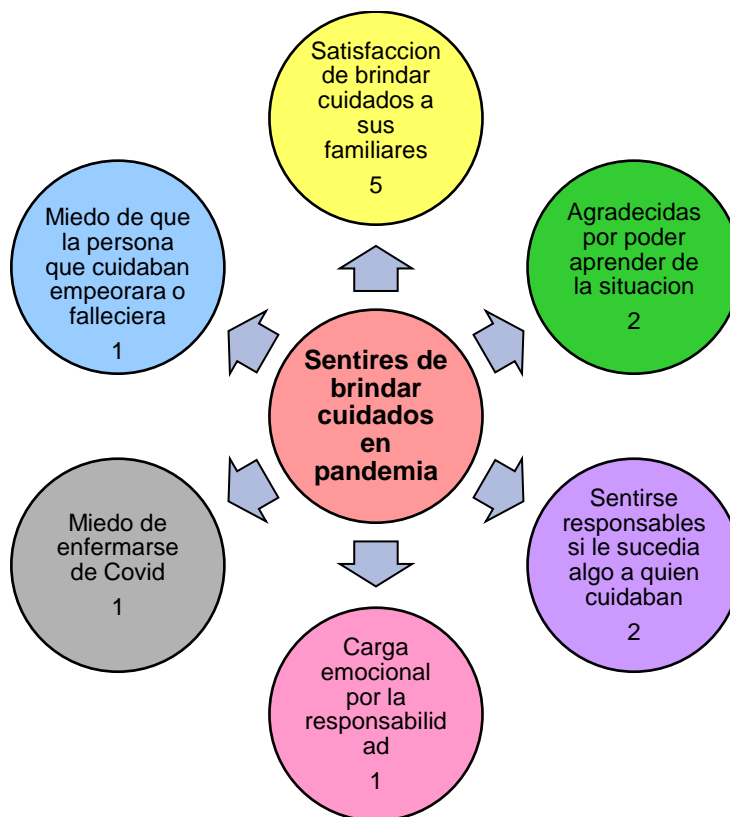 Satisfaccion
de brindar
cuidados a
sus
familiares
5
Agradecidas
por poder
aprender de
la situacion
2
Sentirse
responsables
si le sucedia
algo a quien
cuidaban
2
Carga
emocional
por la
responsabilid
ad
1
Miedo de
enfermarse
de Covid
1
Miedo de que
la persona
que cuidaban
empeorara o
falleciera
1
Sentires de
brindar
cuidados
en
pandemia